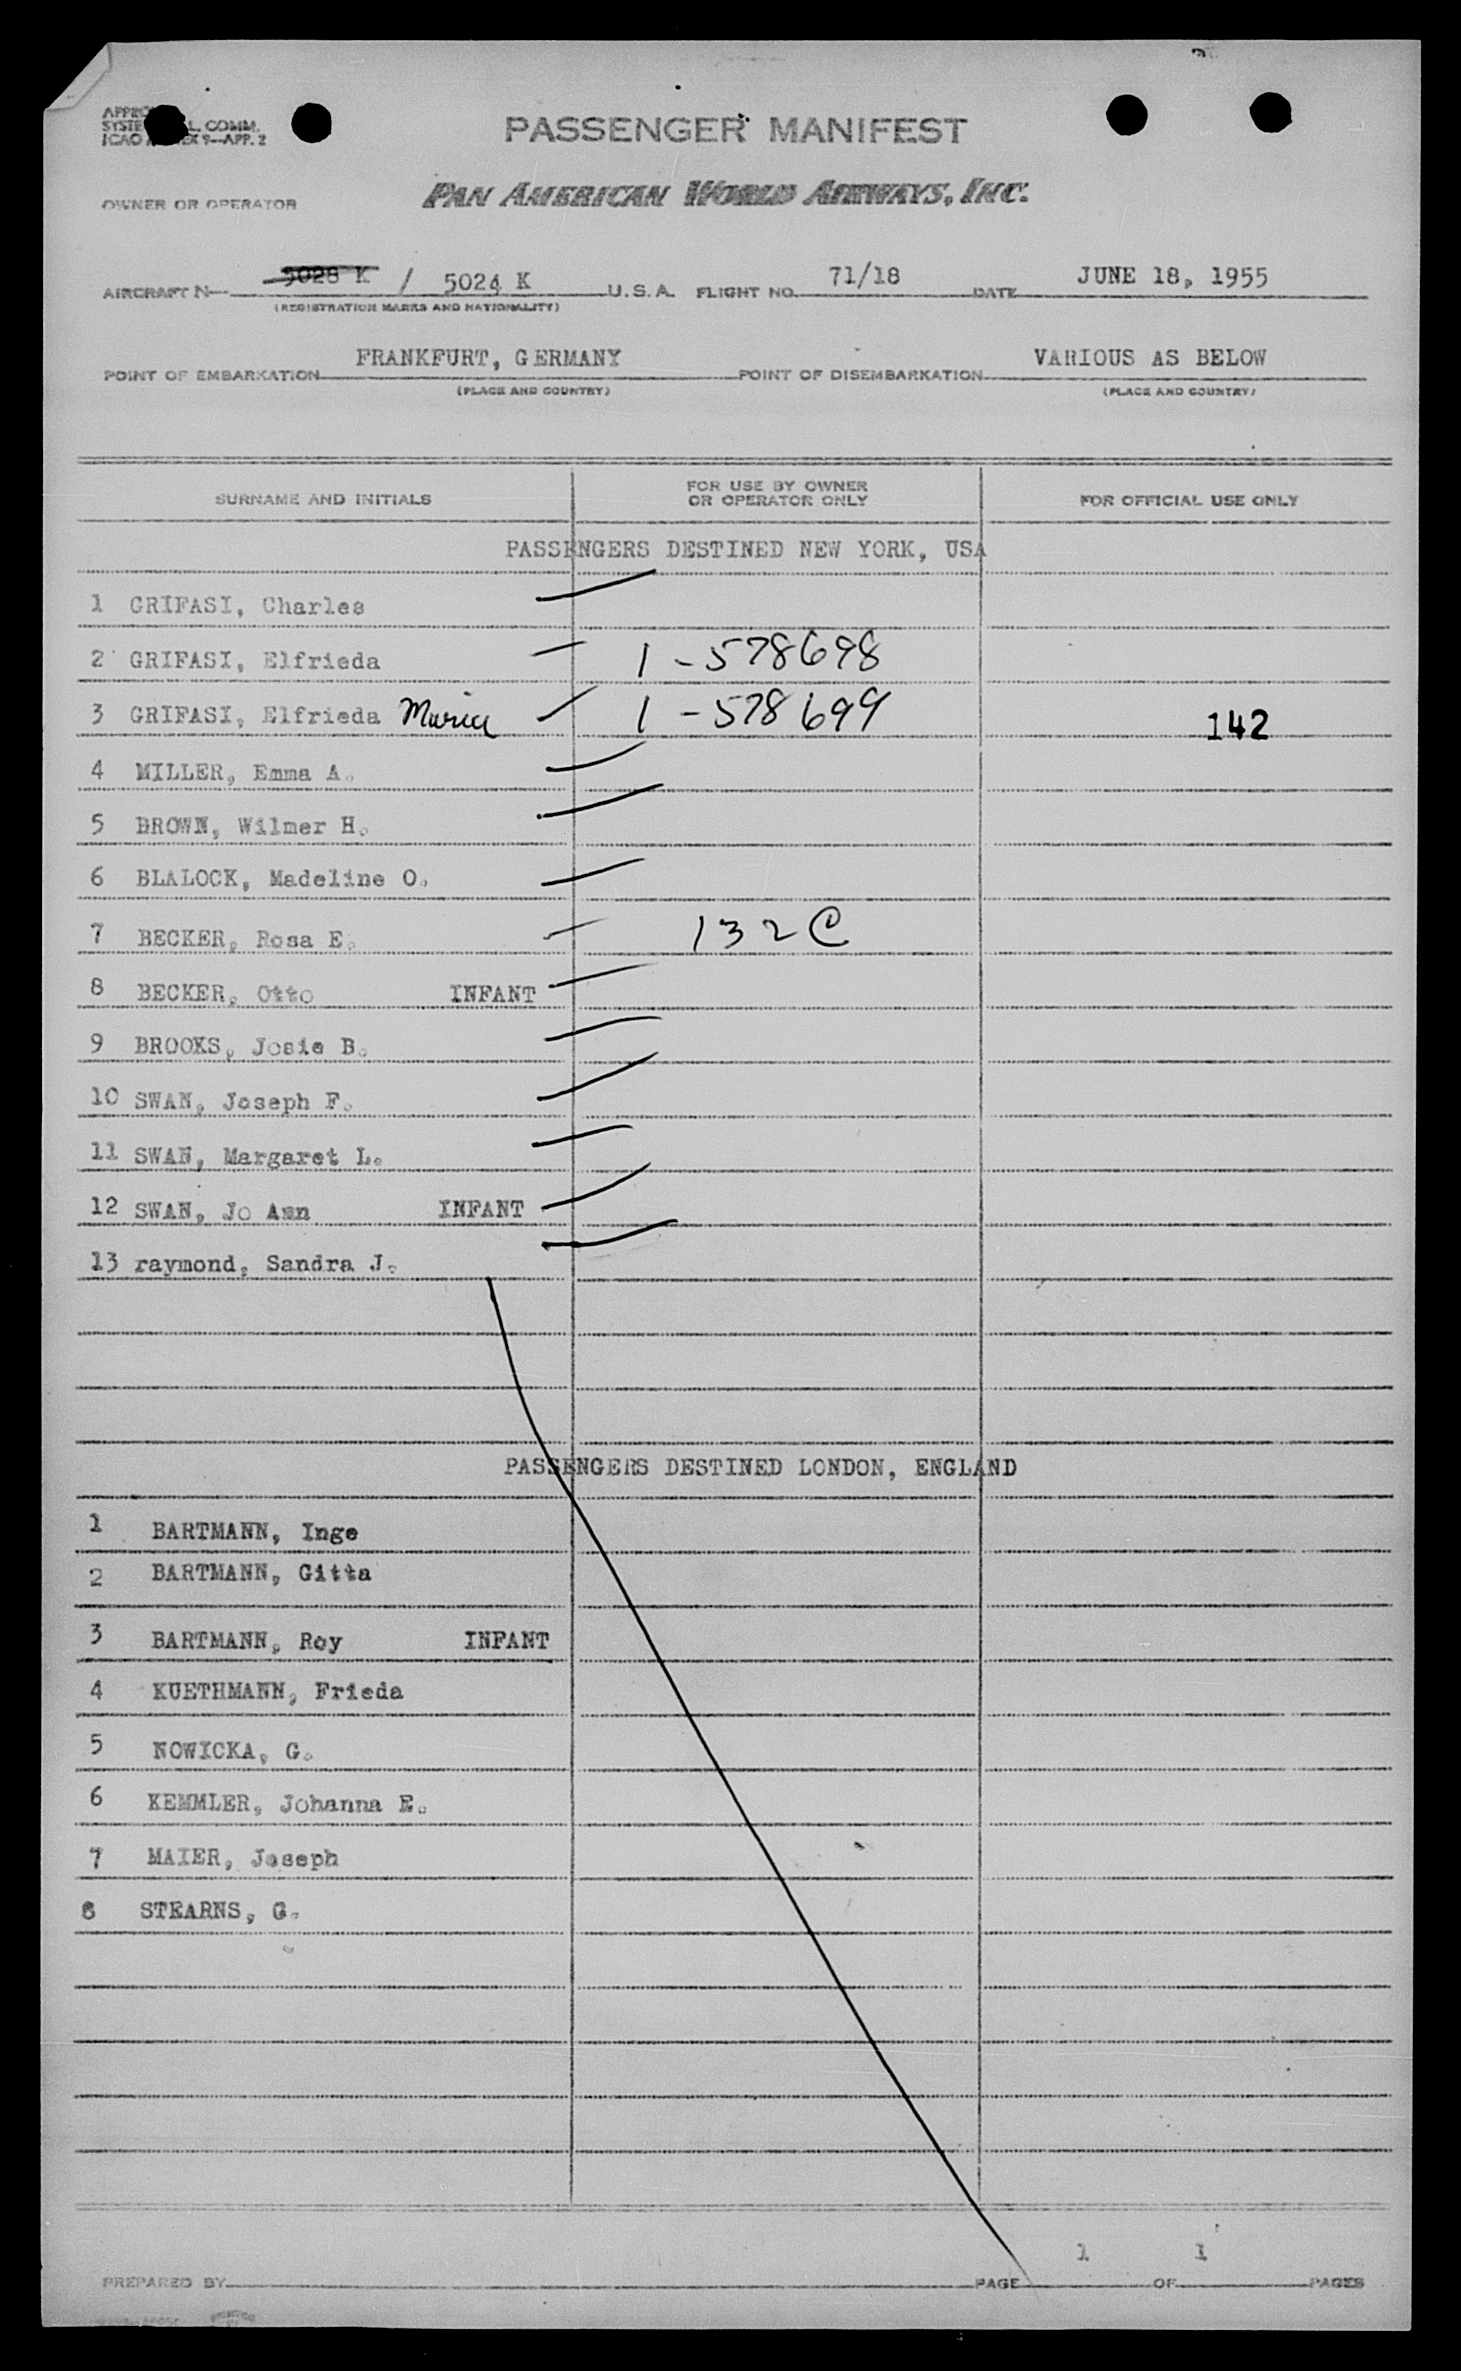 PASSENGER MANIFEST
L. COMM.
9—APP. 2
OWNER OR OPERATOR PAN AMERICAN WORLD AIRWAYS, INC.
AIRCRAFT N— 5028 K / 5024 K U.S.A. FLIGHT NO. 71/18 DATE JUNE 18, 1955
(REGISTRATION MARKS AND NATIONALITY)
POINT OF EMBARKATION FRANKFURT, GERMANY POINT OF DISEMBARKATION VARIOUS AS BELOW
(PLACE AND COUNTRY) (PLACE AND COUNTRY)
SURNAME AND INITIALS FOR USE BY OWNER OR OPERATOR ONLY FOR OFFICIAL USE ONLY
PASSENGERS DESTINED NEW YORK, USA
1 GRIFASI, Charles
2 GRIFASI, Elfrieda 1-578698
3 GRIFASI, Elfrieda Maria 1-578699 142
4 MILLER, Emma A.
5 BROWN, Wilmer H.
6 BLALOCK, Madeline O.
7 BECKER, Rosa E. 132 C
8 BECKER, Otto INFANT
9 BROOKS, Josie B.
10 SWAN, Joseph F.
11 SWAN, Margaret L.
12 SWAN, Jo Ann INFANT
13 raymond, Sandra J.
PASSENGERS DESTINED LONDON, ENGLAND
1 BARTMANN, Inge
2 BARTMANN, Gitta
3 BARTMANN, Roy INFANT
4 KUETHMANN, Frieda
5 NOWICKA, G.
6 KEMMLER, Johanna E.
7 MAIER, Joseph
8 STEARNS, G.
PREPARED BY PAGE 1 OF 1 PAGES